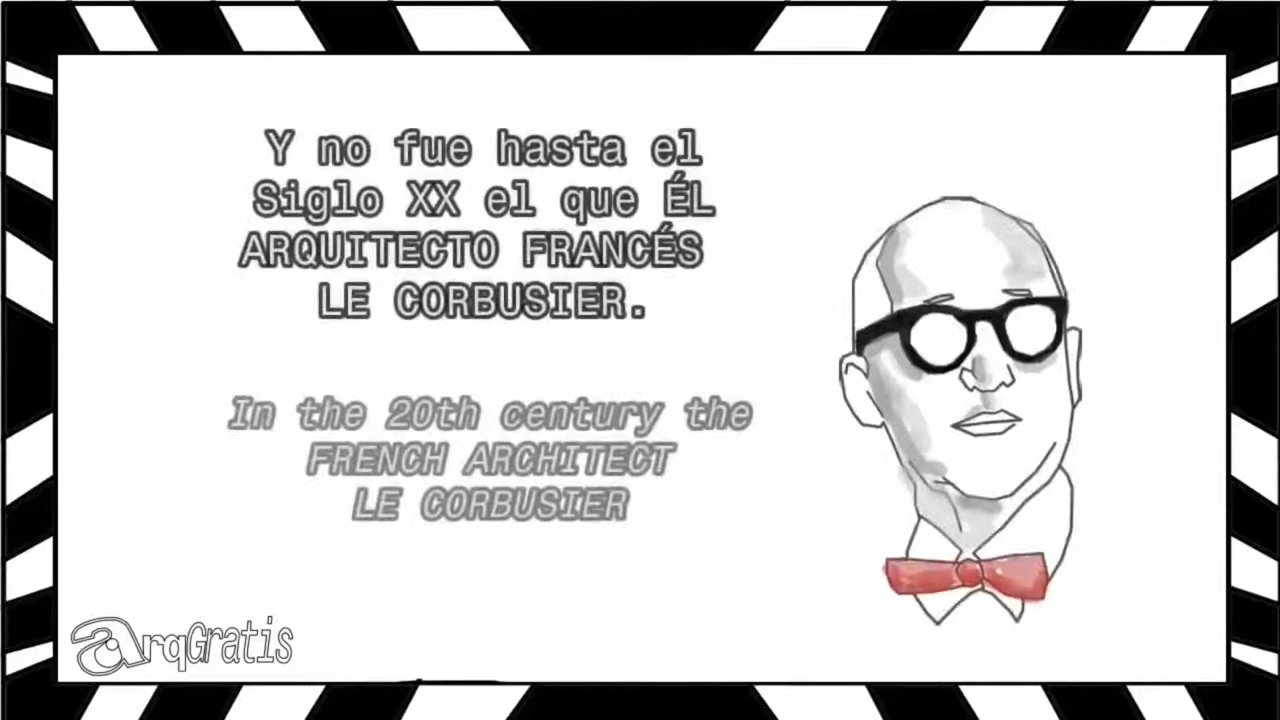 Y no fue hasta el
Siglo XX el que ÉL
ARQUITECTO FRANCÉS
LE CORBUSIER.
In the 20th century the
FRENCH ARCHITECT
LE CORBUSIER
arqGratis